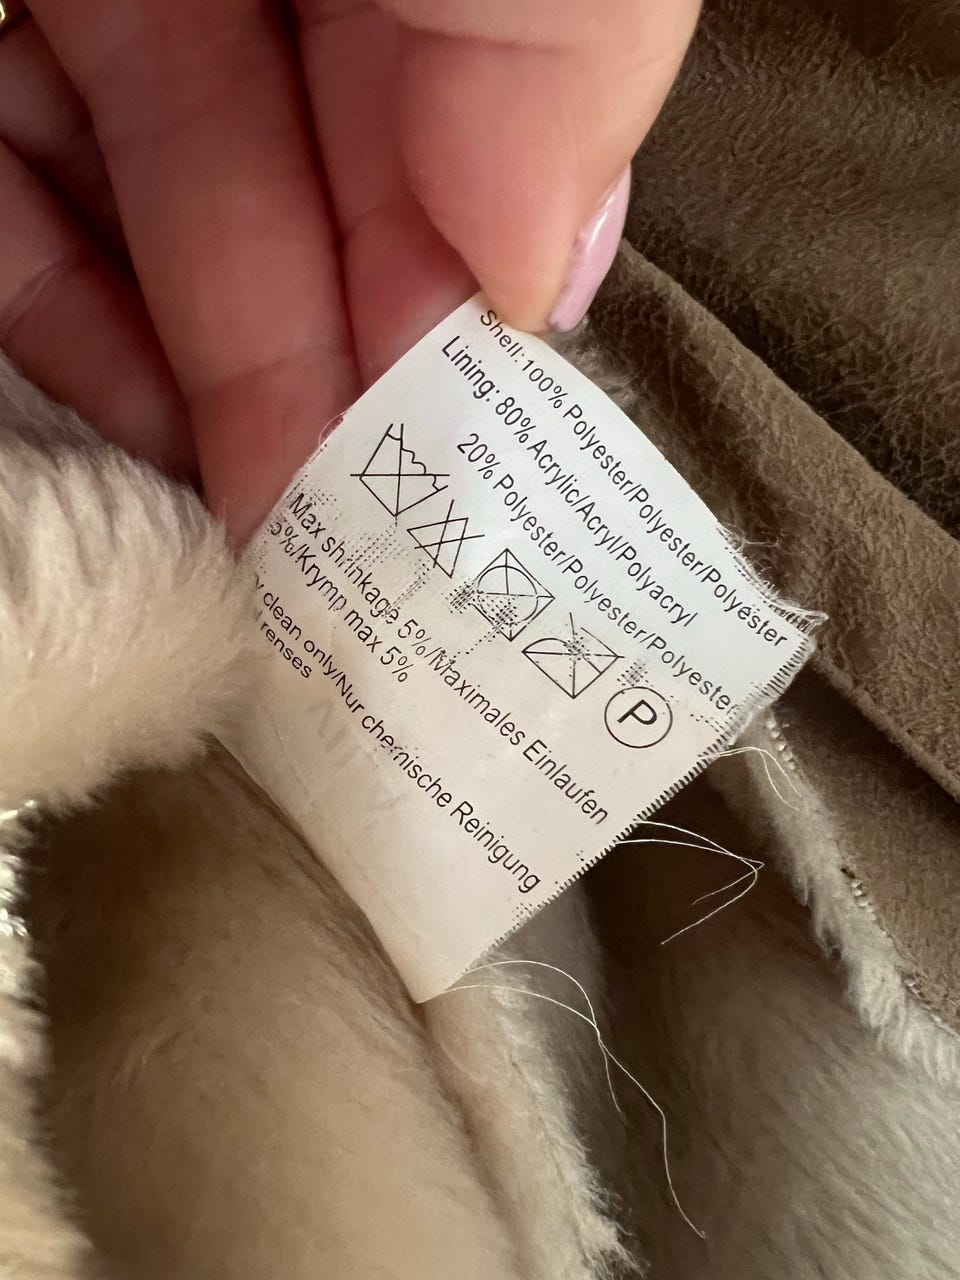 Shell: 100% Polyester/Polyester/Polyester
Lining: 80% Acrylic/Acryl/Polyacryl
20% Polyester/Polyester/Polyester
P
Max shrinkage 5%/Maximales Einlaufen
5%/Krymp max 5%
clean only/Nur chemische Reinigung
renses